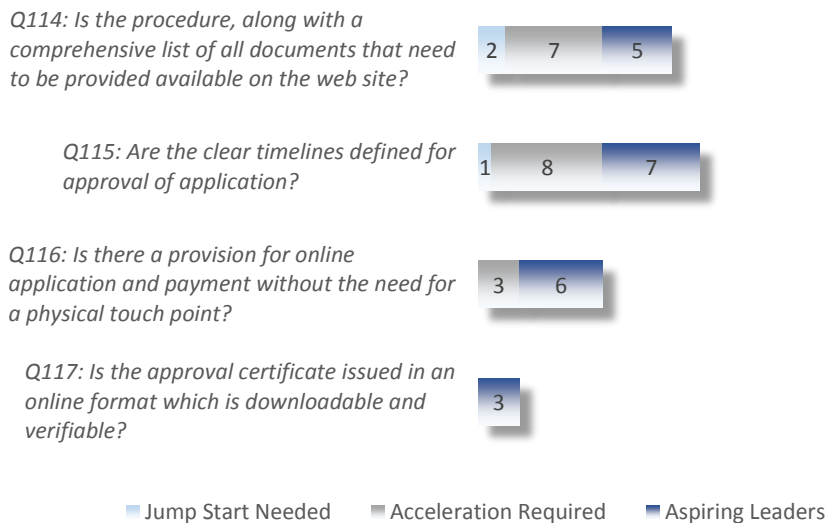 Q114: Is the procedure, along with a
comprehensive list of all documents that need
to be provided available on the web site?
2 7 5
Q115: Are the clear timelines defined for
approval of application?
1 8 7
Q116: Is there a provision for online
application and payment without the need for
a physical touch point?
3 6
Q117: Is the approval certificate issued in an
online format which is downloadable and
verifiable?
3
Jump Start Needed Acceleration Required Aspiring Leaders